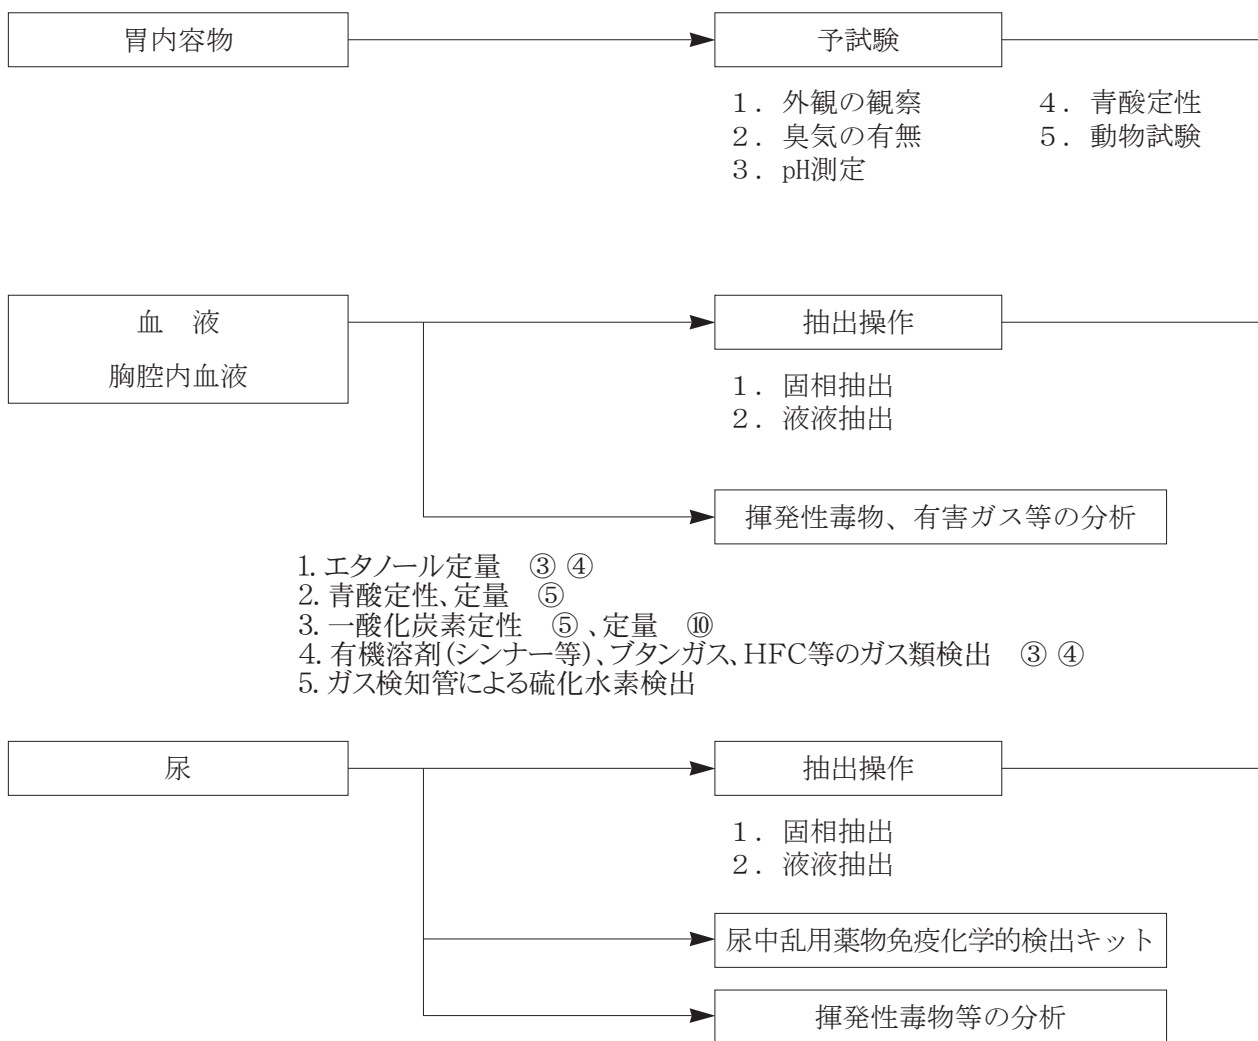 胃内容物
予試験
1. 外観の観察
2. 臭気の有無
3. pH測定
4. 青酸定性
5. 動物試験
血　液
胸腔内血液
抽出操作
1. 固相抽出
2. 液液抽出
揮発性毒物、有害ガス等の分析
1. エタノール定量　③ ④
2. 青酸定性、定量　⑤
3. 一酸化炭素定性　⑤ 、定量　⑩
4. 有機溶剤(シンナー等)、ブタンガス、HFC等のガス類検出　③ ④
5. ガス検知管による硫化水素検出
尿
抽出操作
1. 固相抽出
2. 液液抽出
尿中乱用薬物免疫化学的検出キット
揮発性毒物等の分析